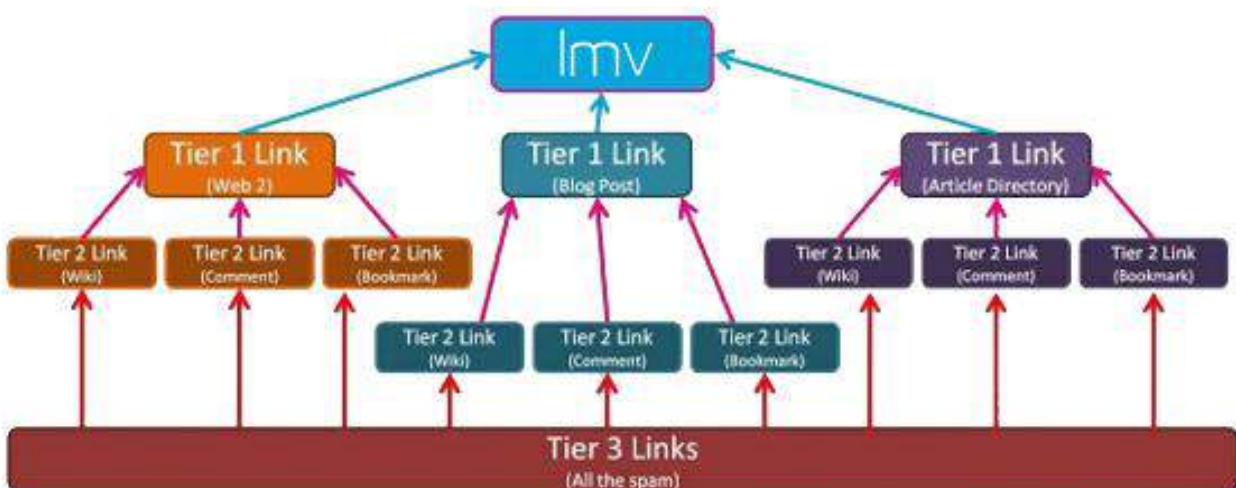 lmv
Tier 1 Link
(Web 2)
Tier 1 Link
(Blog Post)
Tier 1 Link
(Article Directory)
Tier 2 Link
(Wiki)
Tier 2 Link
(Comment)
Tier 2 Link
(Bookmark)
Tier 2 Link
(Wiki)
Tier 2 Link
(Comment)
Tier 2 Link
(Bookmark)
Tier 2 Link
(Wiki)
Tier 2 Link
(Comment)
Tier 2 Link
(Bookmark)
Tier 3 Links
(All the spam)